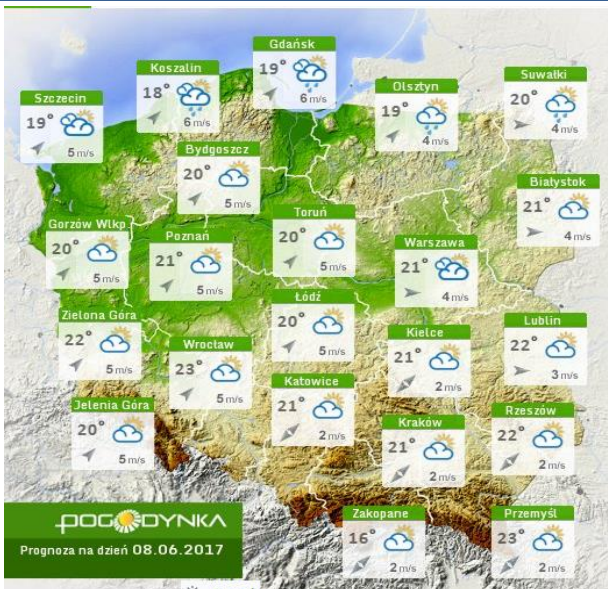 Gdańsk
19°
6 m/s
Koszalin
18°
6 m/s
Suwałki
20°
4 m/s
Olsztyn
19°
4 m/s
Szczecin
19°
5 m/s
Bydgoszcz
20°
5 m/s
Białystok
21°
4 m/s
Toruń
20°
5 m/s
Gorzów Wlkp
20°
5 m/s
Poznań
21°
5 m/s
Warszawa
21°
4 m/s
Łódź
20°
5 m/s
Zielona Góra
22°
5 m/s
Lublin
22°
3 m/s
Kielce
21°
2 m/s
Wrocław
23°
5 m/s
Katowice
21°
2 m/s
Jelenia Góra
20°
5 m/s
Rzeszów
22°
2 m/s
Kraków
21°
2 m/s
Zakopane
16°
2 m/s
Przemyśl
23°
2 m/s
POGODYNKA
Prognoza na dzień 08.06.2017